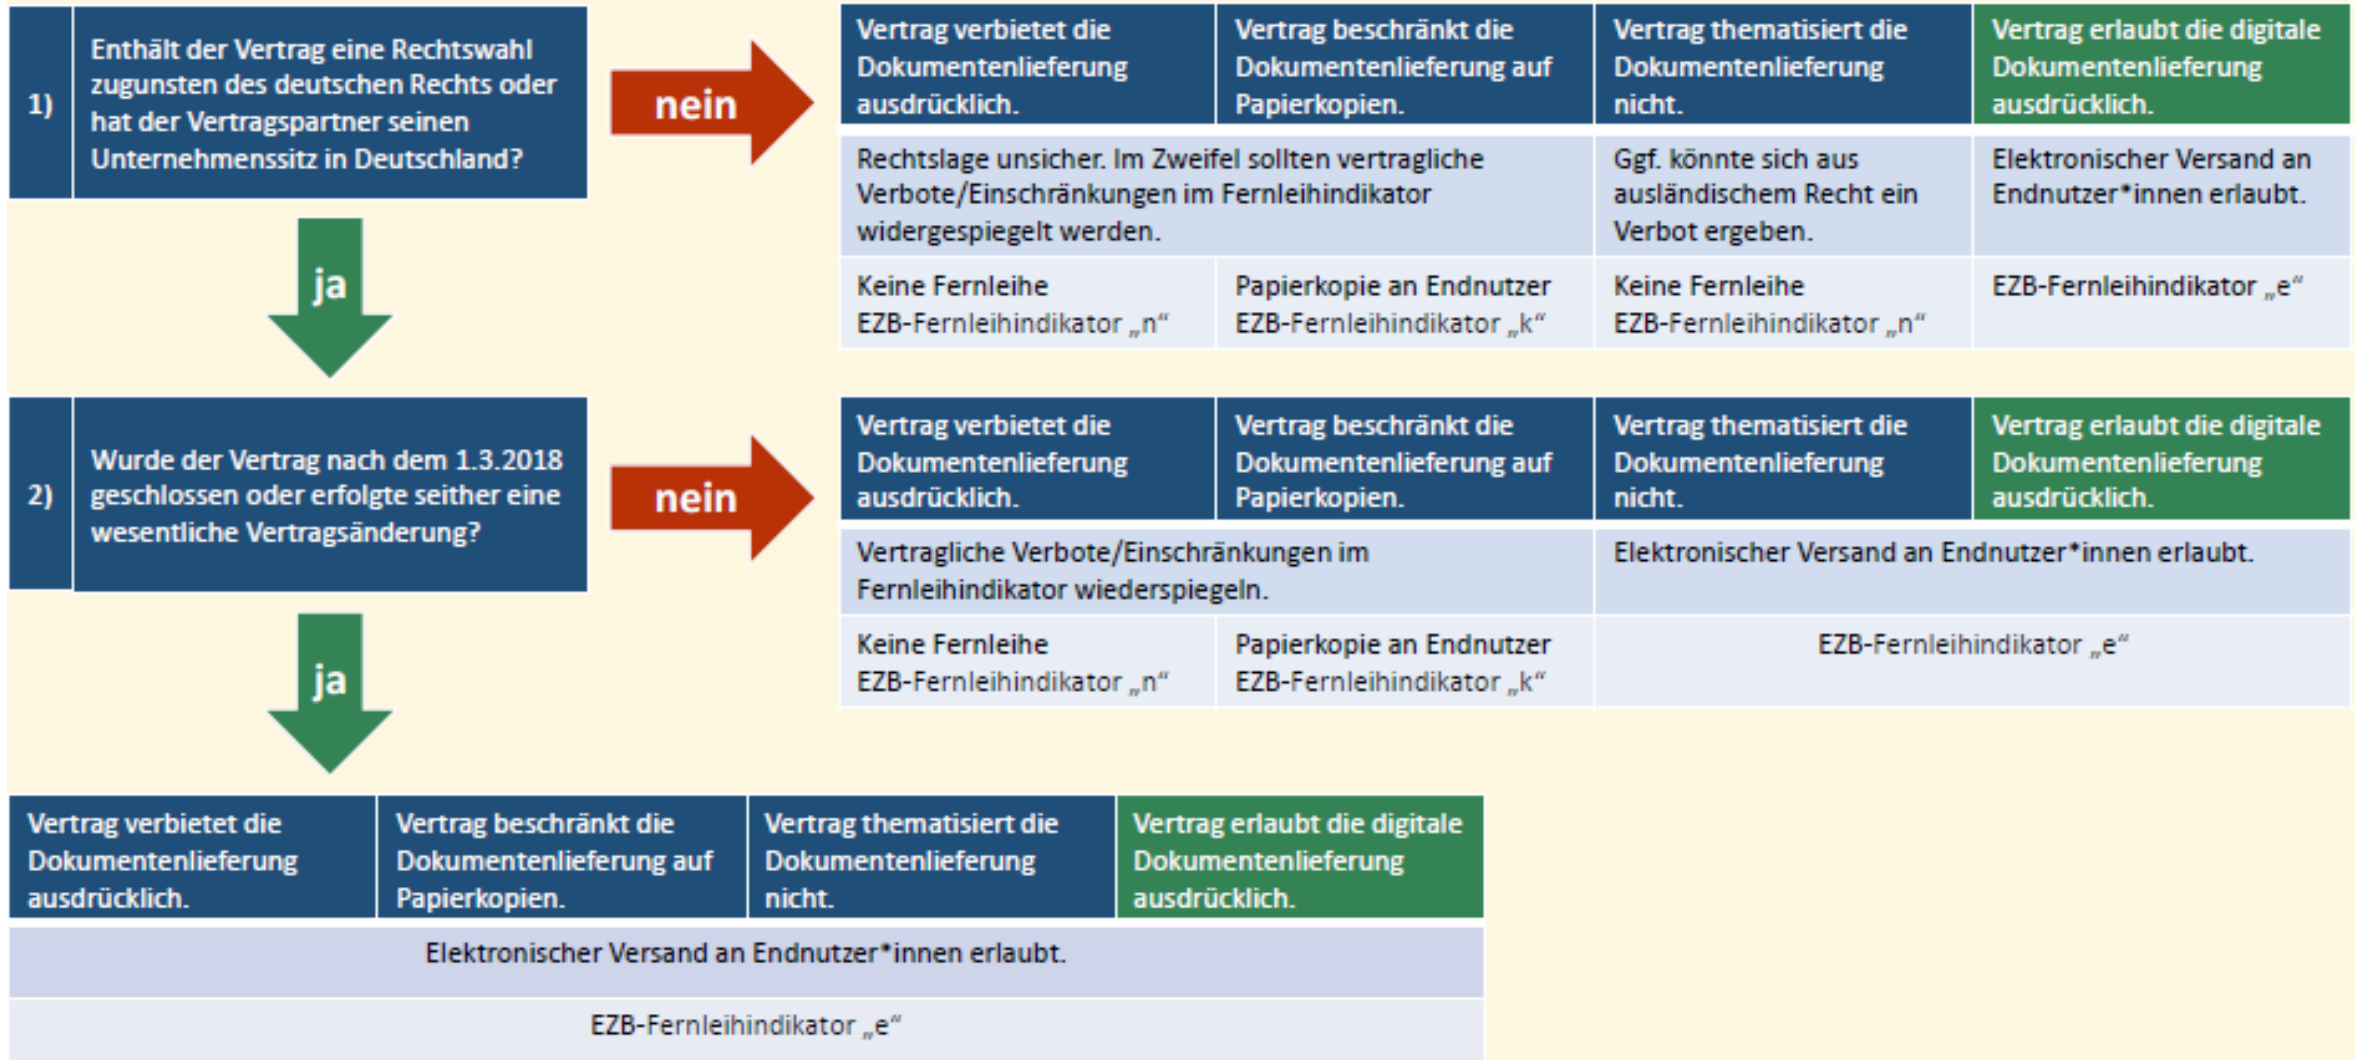 1)
Enthält der Vertrag eine Rechtswahl
zugunsten des deutschen Rechts oder
hat der Vertragspartner seinen
Unternehmenssitz in Deutschland?
nein
Vertrag verbietet die
Dokumentenlieferung
ausdrücklich.
Vertrag beschränkt die
Dokumentenlieferung auf
Papierkopien.
Vertrag thematisiert die
Dokumentenlieferung
nicht.
Vertrag erlaubt die digitale
Dokumentenlieferung
ausdrücklich.
Rechtslage unsicher. Im Zweifel sollten vertragliche
Verbote/Einschränkungen im Fernleihindikator
widergespiegelt werden.
Ggf. könnte sich aus
ausländischem Recht ein
Verbot ergeben.
Elektronischer Versand an
Endnutzer*innen erlaubt.
Keine Fernleihe
EZB-Fernleihindikator „n“
Papierkopie an Endnutzer
EZB-Fernleihindikator „k“
Keine Fernleihe
EZB-Fernleihindikator „n“
EZB-Fernleihindikator „e“
ja
2)
Wurde der Vertrag nach dem 1.3.2018
geschlossen oder erfolgte seither eine
wesentliche Vertragsänderung?
nein
Vertrag verbietet die
Dokumentenlieferung
ausdrücklich.
Vertrag beschränkt die
Dokumentenlieferung auf
Papierkopien.
Vertrag thematisiert die
Dokumentenlieferung
nicht.
Vertrag erlaubt die digitale
Dokumentenlieferung
ausdrücklich.
Vertragliche Verbote/Einschränkungen im
Fernleihindikator wiederspiegeln.
Elektronischer Versand an Endnutzer*innen erlaubt.
Keine Fernleihe
EZB-Fernleihindikator „n“
Papierkopie an Endnutzer
EZB-Fernleihindikator „k“
EZB-Fernleihindikator „e“
ja
Vertrag verbietet die
Dokumentenlieferung
ausdrücklich.
Vertrag beschränkt die
Dokumentenlieferung auf
Papierkopien.
Vertrag thematisiert die
Dokumentenlieferung
nicht.
Vertrag erlaubt die digitale
Dokumentenlieferung
ausdrücklich.
Elektronischer Versand an Endnutzer*innen erlaubt.
EZB-Fernleihindikator „e“